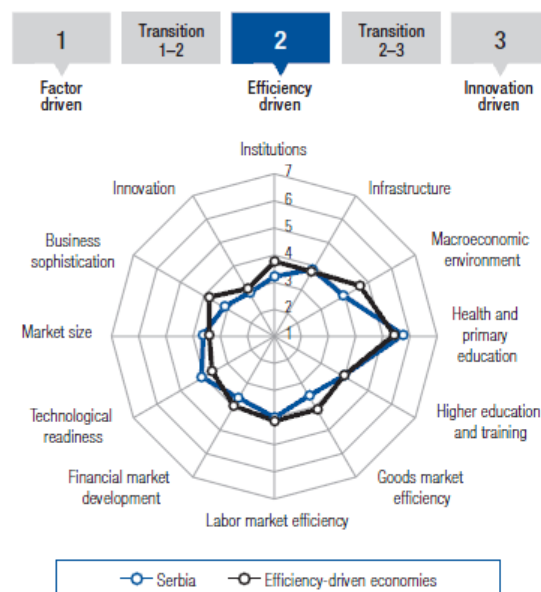 1
Transition
1–2
2
Transition
2–3
3
Factor
driven
Efficiency
driven
Innovation
driven
Institutions
7
6
5
4
3
2
1
Innovation
Infrastructure
Business
sophistication
Macroeconomic
environment
Market size
Health and
primary
education
Technological
readiness
Higher education
and training
Financial market
development
Goods market
efficiency
Labor market efficiency
Serbia
Efficiency-driven economies